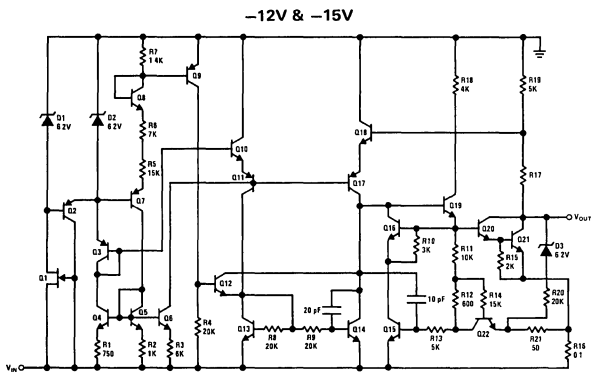 −12V & −15V
R7
1 4K
Q9
R18
4K
R19
5K
Q1
6 2V
D2
6 2V
Q8
R6
7K
Q18
Q10
R5
15K
Q11
R17
Q2
Q7
Q17
Q19
VOUT
Q3
Q16
R10
3K
Q20
Q21
R11
10K
R15
2K
D3
6 2V
Q1
Q12
20 pF
10 pF
R12
600
R14
15K
R20
20K
Q4
Q5
Q6
R4
20K
Q13
R8
20K
R9
20K
Q14
Q15
R13
5K
Q22
R21
50
R16
0 1
R1
750
R2
1K
R3
6K
VIN